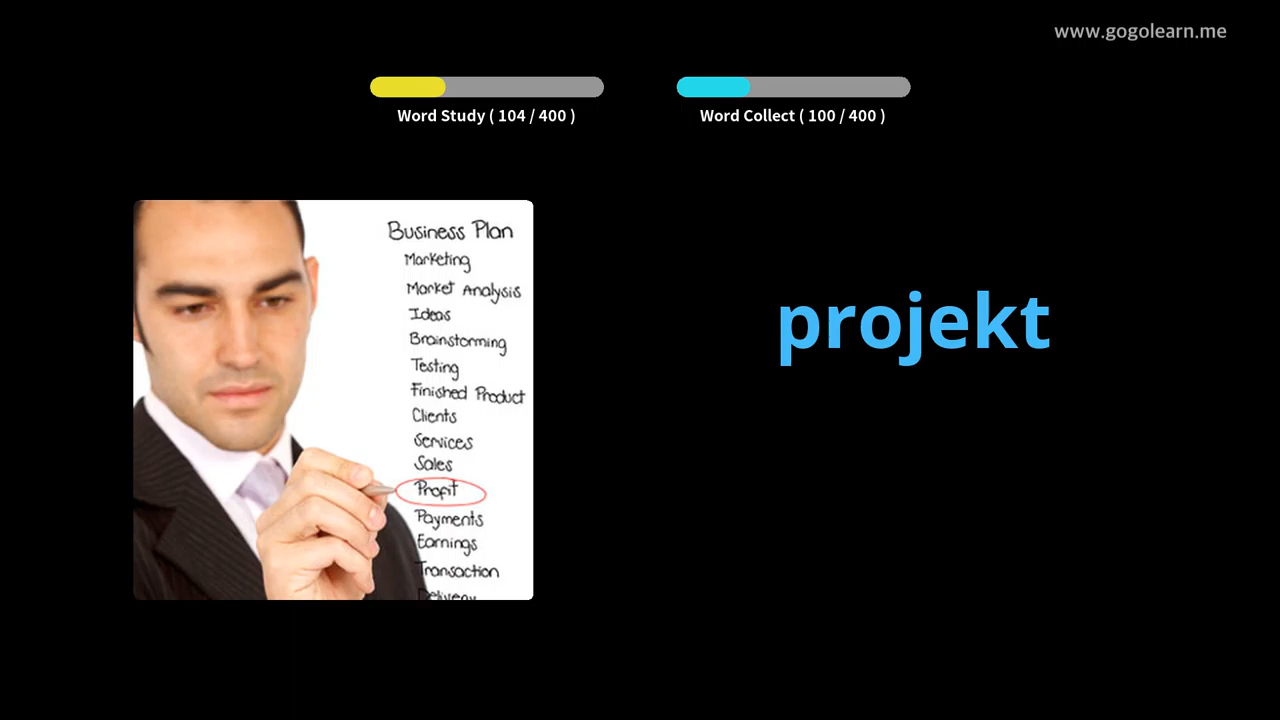 www.gogolearn.me
Word Study ( 104 / 400 )
Word Collect ( 100 / 400 )
Business Plan
Marketing
Market Analysis
Ideas
Brainstorming
Testing
Finished Product
Clients
Services
Sales
Profit
Payments
Earnings
Transaction
Delivery
projekt